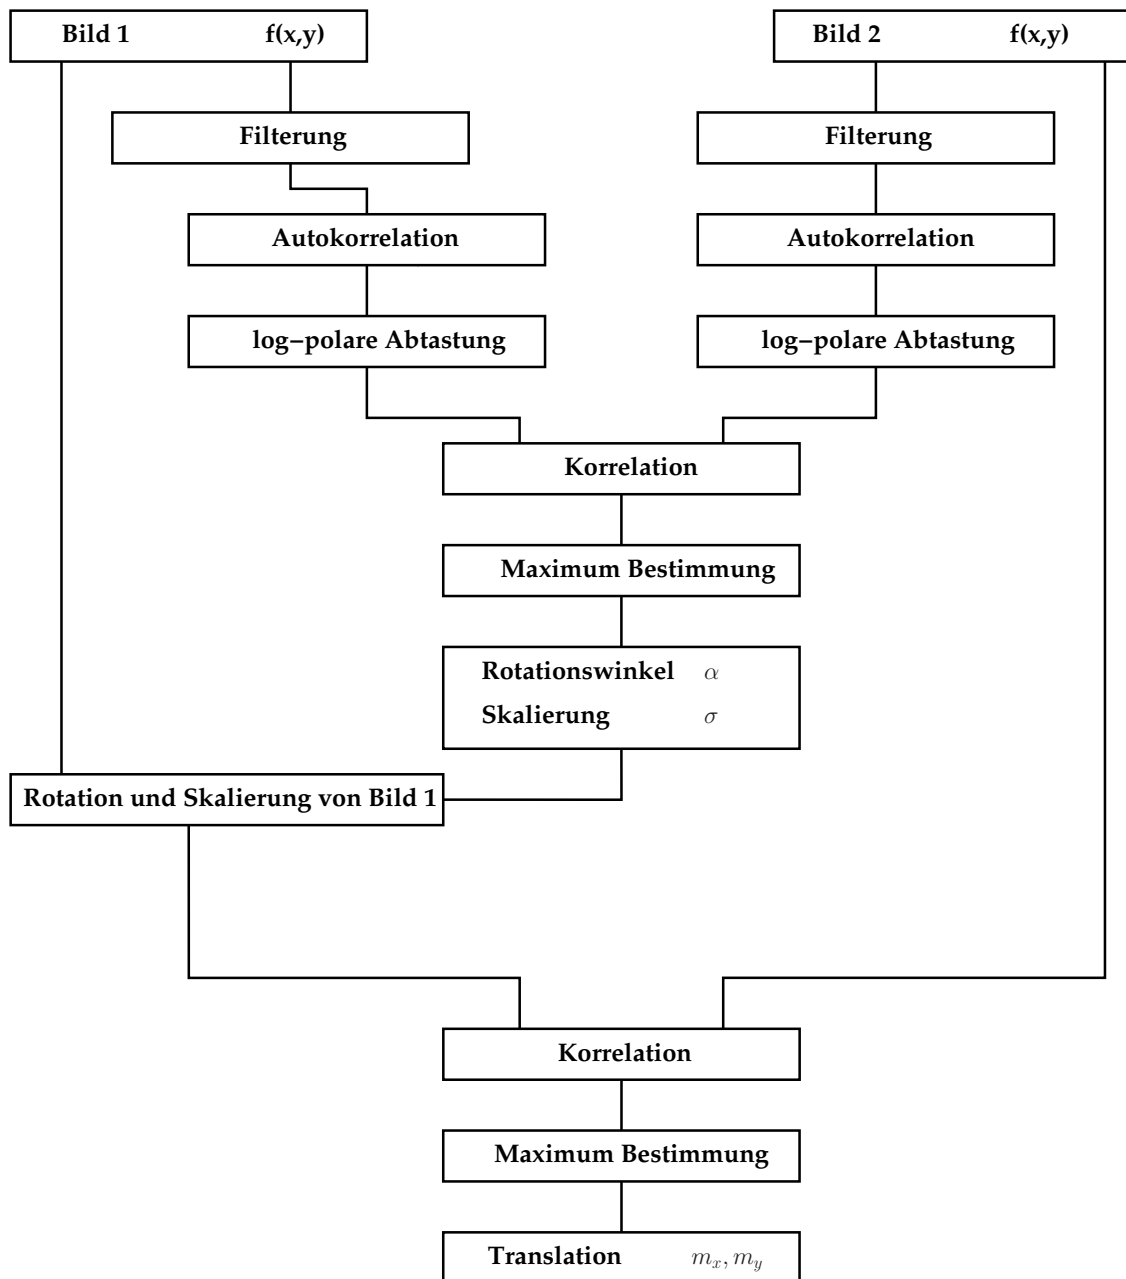 Bild 1 f(x,y)
Bild 2 f(x,y)
Filterung
Filterung
Autokorrelation
Autokorrelation
log−polare Abtastung
log−polare Abtastung
Korrelation
Maximum Bestimmung
Rotationswinkel α
Skalierung σ
Rotation und Skalierung von Bild 1
Korrelation
Maximum Bestimmung
Translation m_x, m_y